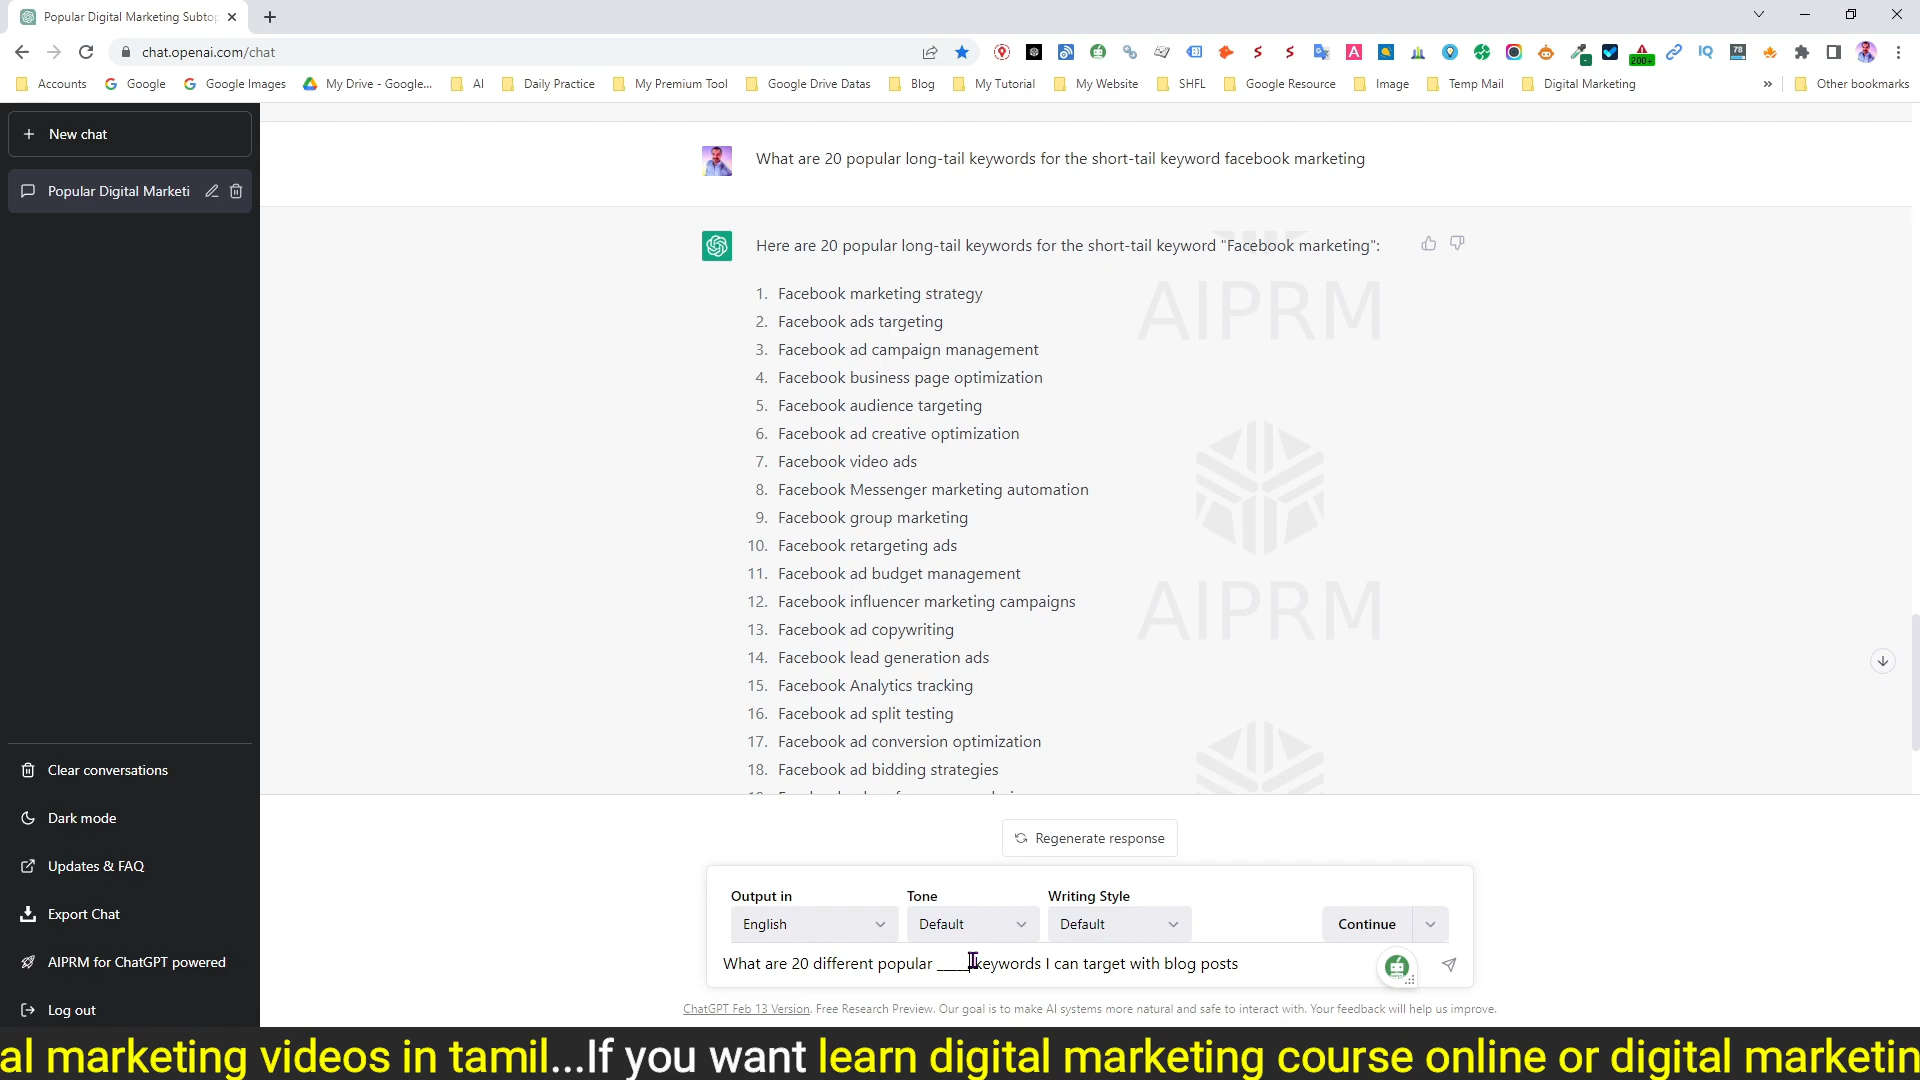 Popular Digital Marketing Subto
chat.openai.com/chat
Accounts
Google
Google Images
My Drive - Google...
AI
Daily Practice
My Premium Tool
Google Drive Datas
Blog
My Tutorial
My Website
SHFL
Google Resource
Image
Temp Mail
Digital Marketing
»
Other bookmarks
200+
78
New chat
Popular Digital Marketi
What are 20 popular long-tail keywords for the short-tail keyword facebook marketing
Here are 20 popular long-tail keywords for the short-tail keyword "Facebook marketing":
1. Facebook marketing strategy
2. Facebook ads targeting
3. Facebook ad campaign management
4. Facebook business page optimization
5. Facebook audience targeting
6. Facebook ad creative optimization
7. Facebook video ads
8. Facebook Messenger marketing automation
9. Facebook group marketing
10. Facebook retargeting ads
11. Facebook ad budget management
12. Facebook influencer marketing campaigns
13. Facebook ad copywriting
14. Facebook lead generation ads
15. Facebook Analytics tracking
16. Facebook ad split testing
17. Facebook ad conversion optimization
18. Facebook ad bidding strategies
AIPRM
AIPRM
Clear conversations
Dark mode
Updates & FAQ
Export Chat
AIPRM for ChatGPT powered
Log out
Regenerate response
Output in
Tone
Writing Style
English
Default
Default
Continue
What are 20 different popular _____keywords I can target with blog posts
ChatGPT Feb 13 Version. Free Research Preview. Our goal is to make AI systems more natural and safe to interact with. Your feedback will help us improve.
al marketing videos in tamil...If you want learn digital marketing course online or digital marketin